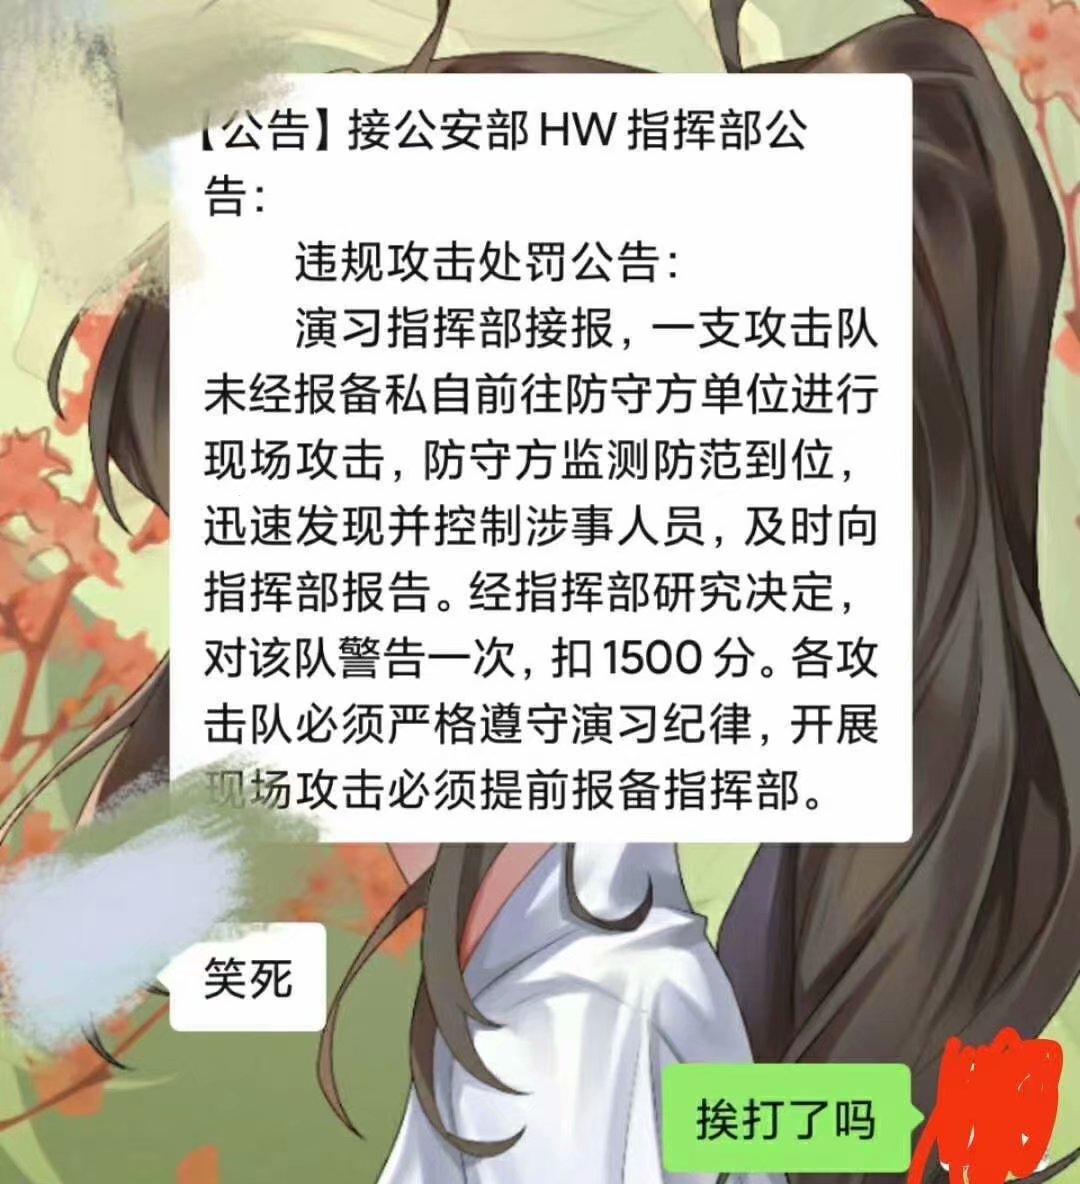 【公告】接公安部HW指挥部公
告：
违规攻击处罚公告：
演习指挥部接报，一支攻击队
未经报备私自前往防守方单位进行
现场攻击，防守方监测防范到位，
迅速发现并控制涉事人员，及时向
指挥部报告。经指挥部研究决定，
对该队警告一次，扣1500分。各攻
击队必须严格遵守演习纪律，开展
现场攻击必须提前报备指挥部。
笑死
挨打了吗